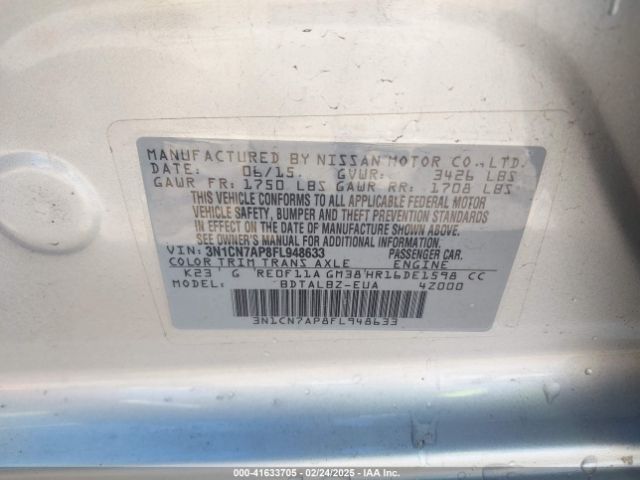 MANUFACTURED BY NISSAN MOTOR CO., LTD.
DATE: 06/15. GVWR: 3426 LBS
GAWR FR: 1750 LBS GAWR RR: 1708 LBS
THIS VEHICLE CONFORMS TO ALL APPLICABLE FEDERAL MOTOR
VEHICLE SAFETY, BUMPER AND THEFT PREVENTION STANDARDS
IN EFFECT ON THE DATE OF MANUFACTURE SHOWN ABOVE.
SEE OWNER'S MANUAL FOR ADDITIONAL INFORMATION.
VIN: 3N1CN7AP8FL948633 PASSENGER CAR.
COLOR TRIM TRANS AXLE ENGINE
K23 G RE0F11A GM38 HR16DE1598 CC
MODEL: BDTALBZ-EUA 4Z000
3N1CN7AP8FL948633
000-41633705 - 02/24/2025 - IAA Inc.